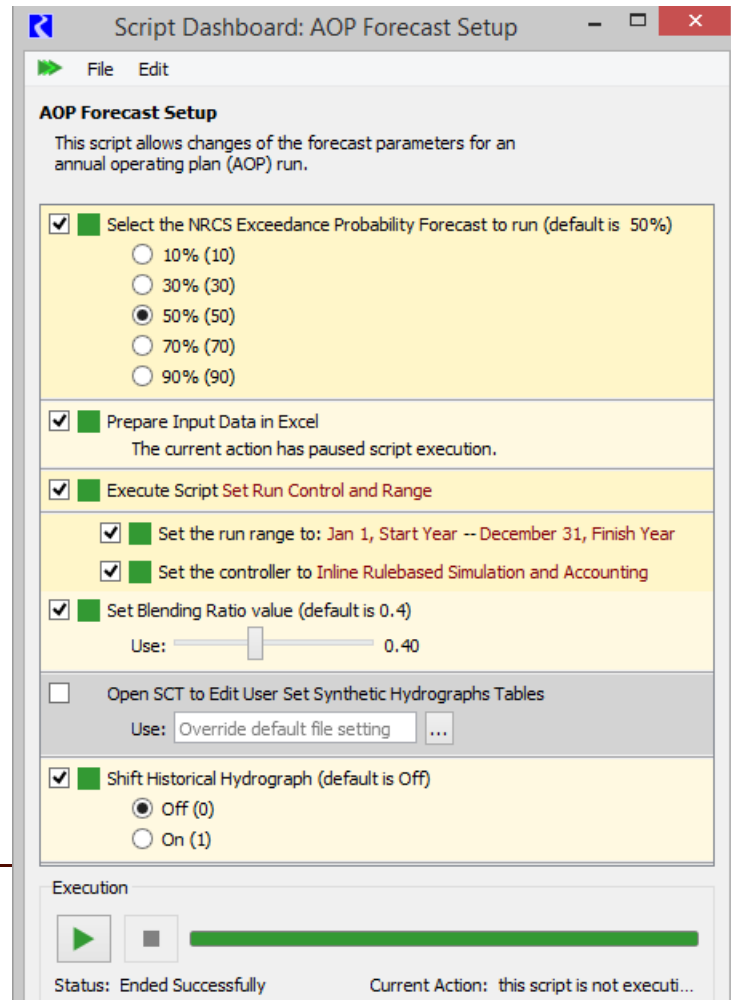 Script Dashboard: AOP Forecast Setup
File Edit
AOP Forecast Setup
This script allows changes of the forecast parameters for an
annual operating plan (AOP) run.
Select the NRCS Exceedance Probability Forecast to run (default is 50%)
10% (10)
30% (30)
50% (50)
70% (70)
90% (90)
Prepare Input Data in Excel
The current action has paused script execution.
Execute Script Set Run Control and Range
Set the run range to: Jan 1, Start Year -- December 31, Finish Year
Set the controller to Inline Rulebased Simulation and Accounting
Set Blending Ratio value (default is 0.4)
Use: 0.40
Open SCT to Edit User Set Synthetic Hydrographs Tables
Use: Override default file setting ...
Shift Historical Hydrograph (default is Off)
Off (0)
On (1)
Execution
Status: Ended Successfully Current Action: this script is not executi...